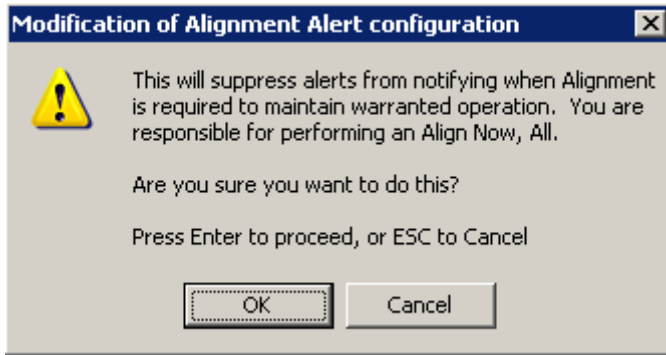 Modification of Alignment Alert configuration
This will suppress alerts from notifying when Alignment
is required to maintain warranted operation.  You are
responsible for performing an Align Now, All.
Are you sure you want to do this?
Press Enter to proceed, or ESC to Cancel
OK
Cancel